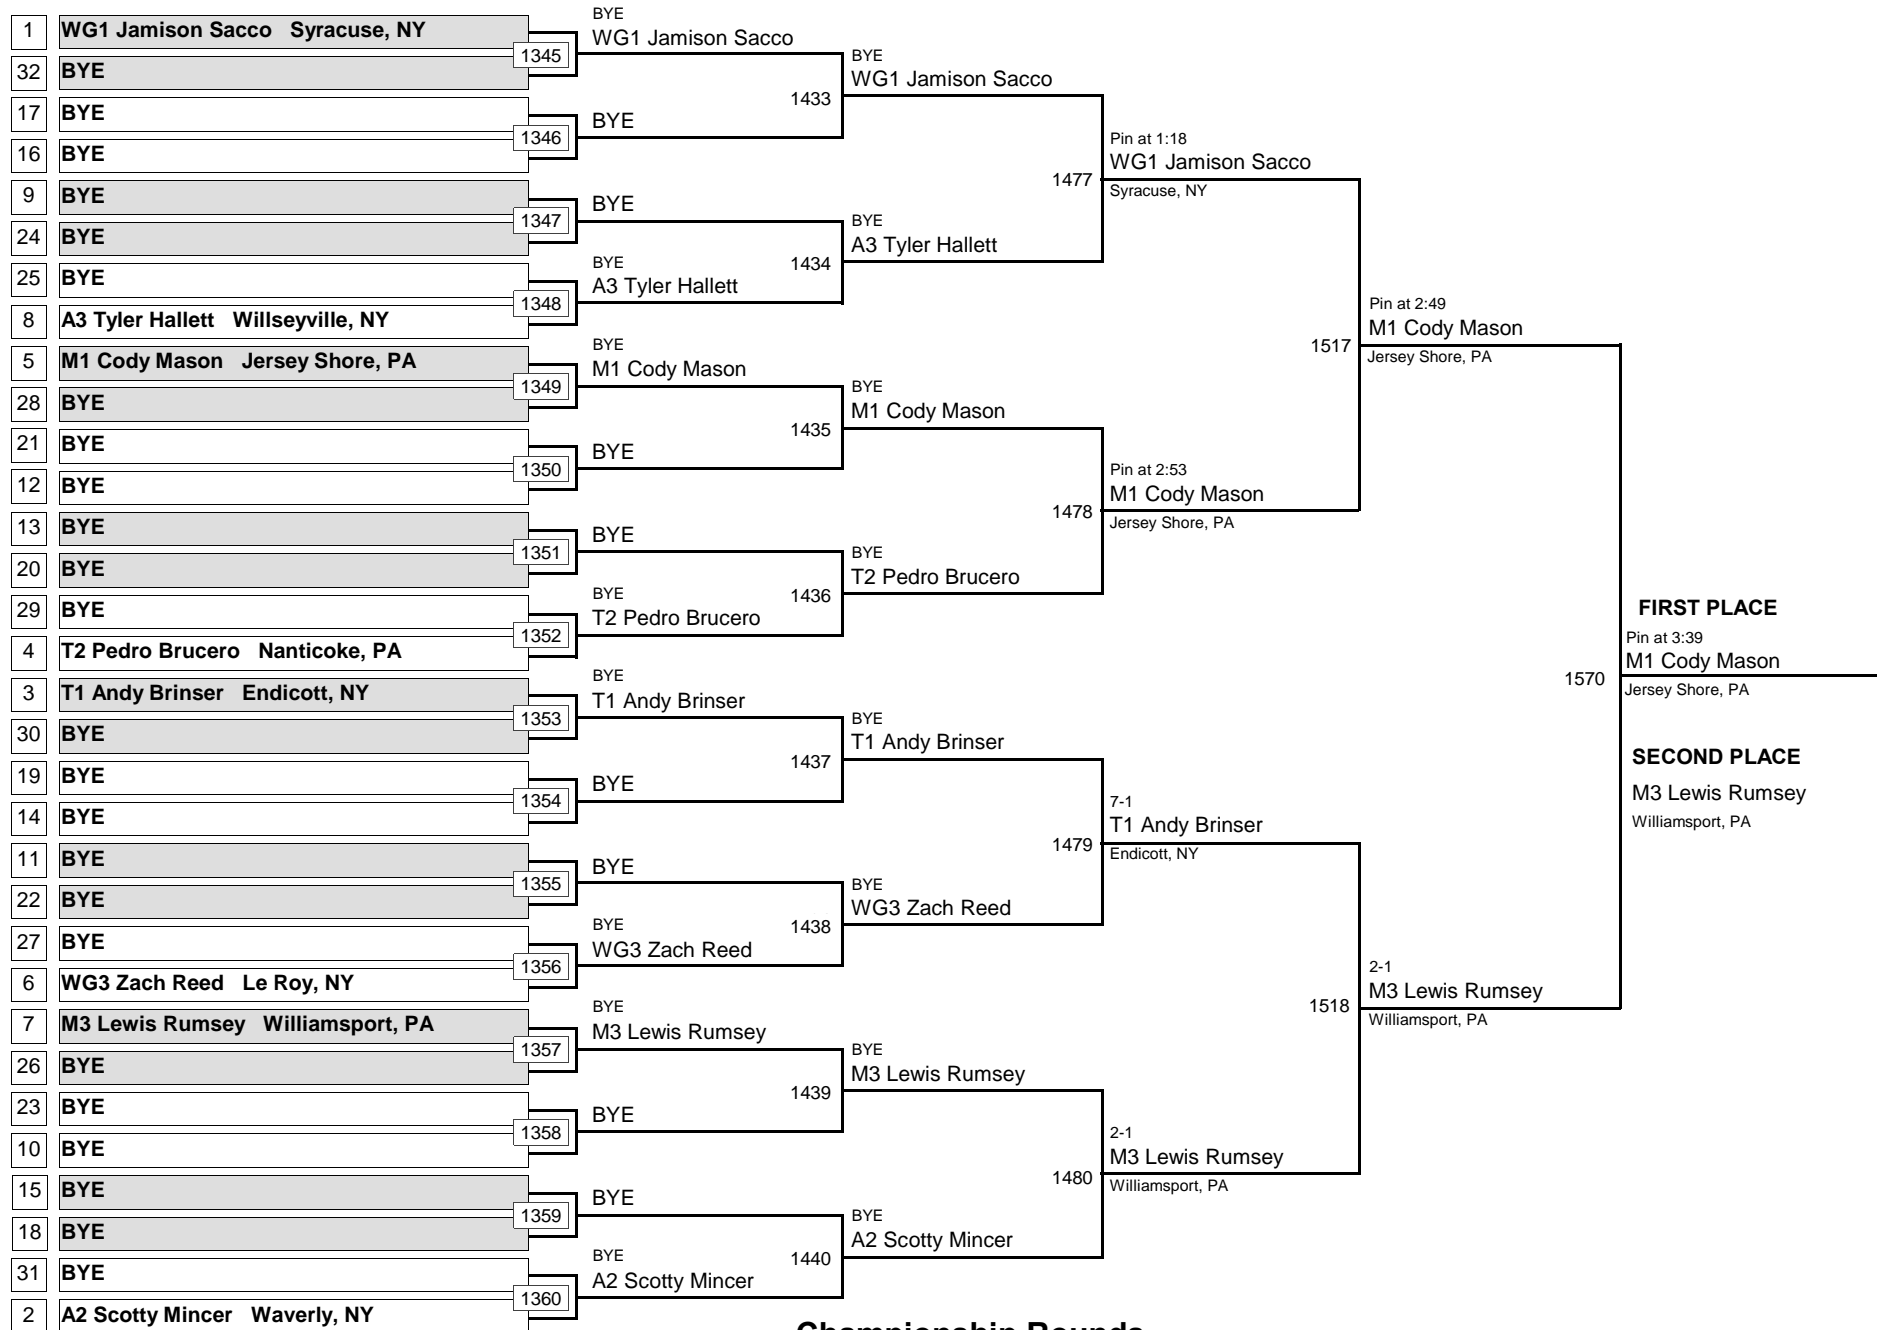 1 WG1 Jamison Sacco Syracuse, NY
32 BYE
17 BYE
16 BYE
9 BYE
24 BYE
25 BYE
8 A3 Tyler Hallett Willseyville, NY
5 M1 Cody Mason Jersey Shore, PA
28 BYE
21 BYE
12 BYE
13 BYE
20 BYE
29 BYE
4 T2 Pedro Brucero Nanticoke, PA
3 T1 Andy Brinser Endicott, NY
30 BYE
19 BYE
14 BYE
11 BYE
22 BYE
27 BYE
6 WG3 Zach Reed Le Roy, NY
7 M3 Lewis Rumsey Williamsport, PA
26 BYE
23 BYE
10 BYE
15 BYE
18 BYE
31 BYE
2 A2 Scotty Mincer Waverly, NY
1345
1346
1347
1348
1349
1350
1351
1352
1353
1354
1355
1356
1357
1358
1359
1360
BYE
WG1 Jamison Sacco
BYE
BYE
BYE
A3 Tyler Hallett
BYE
M1 Cody Mason
BYE
BYE
BYE
T2 Pedro Brucero
BYE
T1 Andy Brinser
BYE
BYE
BYE
WG3 Zach Reed
BYE
M3 Lewis Rumsey
BYE
BYE
BYE
A2 Scotty Mincer
1433
1434
1435
1436
1437
1438
1439
1440
BYE
WG1 Jamison Sacco
BYE
A3 Tyler Hallett
BYE
M1 Cody Mason
BYE
T2 Pedro Brucero
BYE
T1 Andy Brinser
BYE
WG3 Zach Reed
BYE
M3 Lewis Rumsey
BYE
A2 Scotty Mincer
1477
1478
1479
1480
Pin at 1:18
WG1 Jamison Sacco
Syracuse, NY
Pin at 2:53
M1 Cody Mason
Jersey Shore, PA
7-1
T1 Andy Brinser
Endicott, NY
2-1
M3 Lewis Rumsey
Williamsport, PA
1517
1518
Pin at 2:49
M1 Cody Mason
Jersey Shore, PA
2-1
M3 Lewis Rumsey
Williamsport, PA
1570
FIRST PLACE
Pin at 3:39
M1 Cody Mason
Jersey Shore, PA
SECOND PLACE
M3 Lewis Rumsey
Williamsport, PA
Championship Rounds